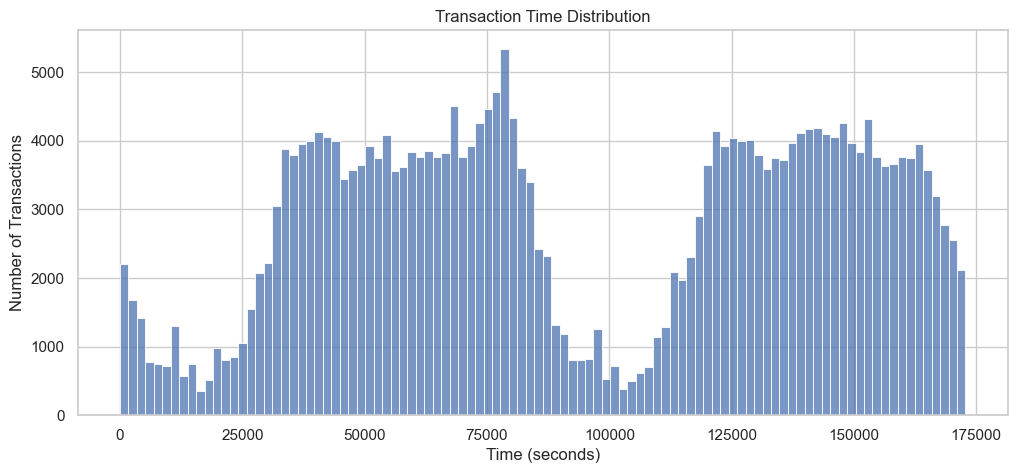 Transaction Time Distribution
Number of Transactions
5000
4000
3000
2000
1000
0
0 25000 50000 75000 100000 125000 150000 175000
Time (seconds)